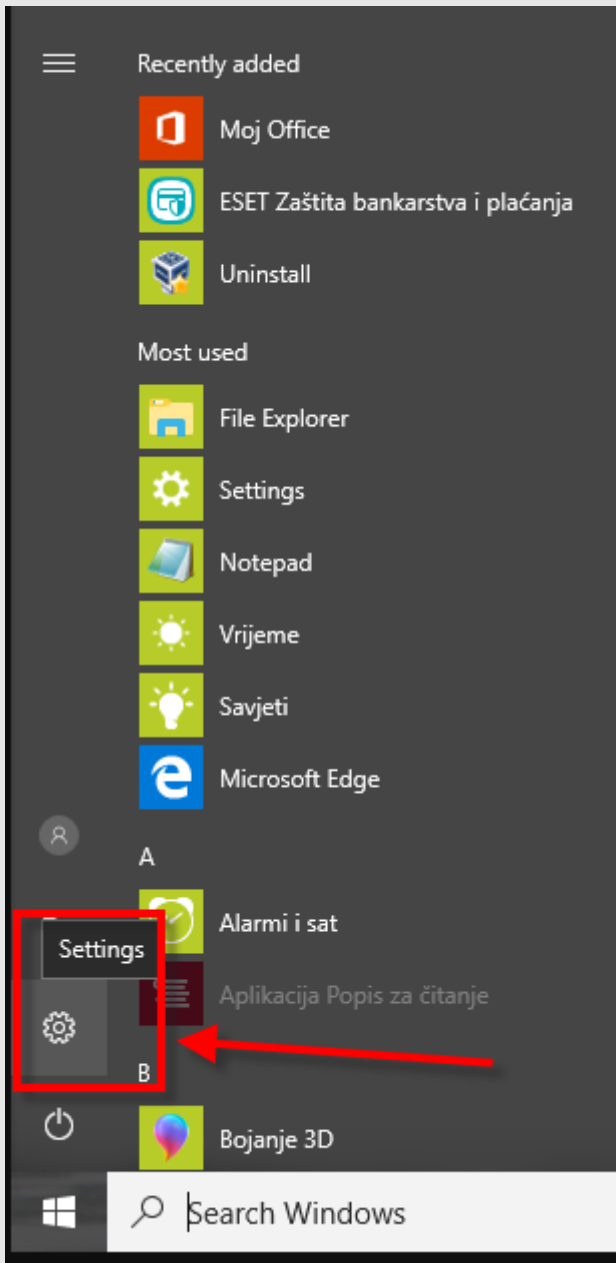 Recently added
Moj Office
ESET Zaštita bankarstva i plaćanja
Uninstall
Most used
File Explorer
Settings
Notepad
Vrijeme
Savjeti
Microsoft Edge
A
Alarmi i sat
Settings
Aplikacija Popis za čitanje
B
Bojanje 3D
Search Windows